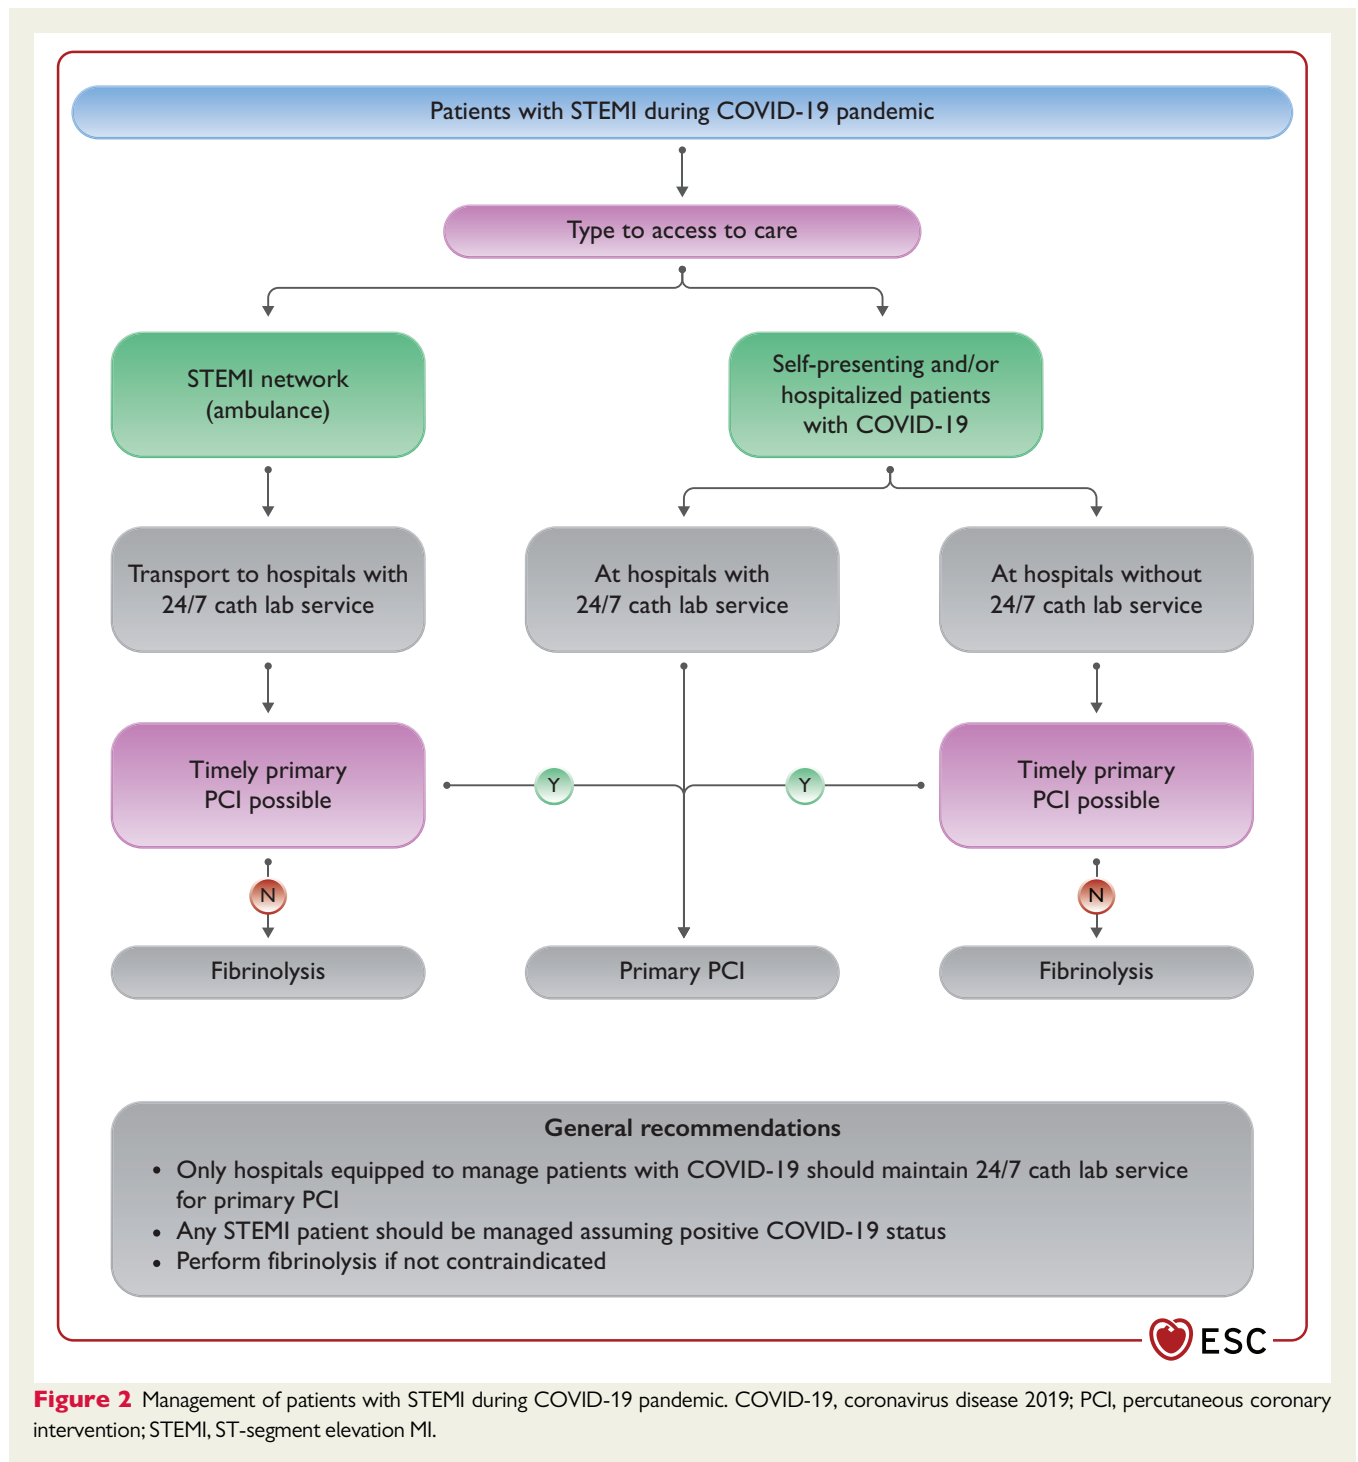 Patients with STEMI during COVID-19 pandemic
Type to access to care
STEMI network
(ambulance)
Self-presenting and/or
hospitalized patients
with COVID-19
Transport to hospitals with
24/7 cath lab service
At hospitals with
24/7 cath lab service
At hospitals without
24/7 cath lab service
Timely primary
PCI possible
Y
Y
Timely primary
PCI possible
N
N
Fibrinolysis
Primary PCI
Fibrinolysis
General recommendations
• Only hospitals equipped to manage patients with COVID-19 should maintain 24/7 cath lab service
for primary PCI
• Any STEMI patient should be managed assuming positive COVID-19 status
• Perform fibrinolysis if not contraindicated
ESC
Figure 2 Management of patients with STEMI during COVID-19 pandemic. COVID-19, coronavirus disease 2019; PCI, percutaneous coronary
intervention; STEMI, ST-segment elevation MI.